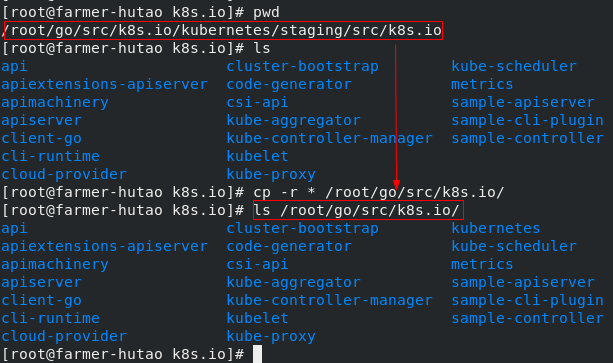 [root@farmer-hutao k8s.io]# pwd
/root/go/src/k8s.io/kubernetes/staging/src/k8s.io
[root@farmer-hutao k8s.io]# ls
api cluster-bootstrap kube-scheduler
apiextensions-apiserver code-generator metrics
apimachinery csi-api sample-apiserver
apiserver kube-aggregator sample-cli-plugin
client-go kube-controller-manager sample-controller
cli-runtime kubelet
cloud-provider kube-proxy
[root@farmer-hutao k8s.io]# cp -r * /root/go/src/k8s.io/
[root@farmer-hutao k8s.io]# ls /root/go/src/k8s.io/
api cluster-bootstrap kubernetes
apiextensions-apiserver code-generator kube-scheduler
apimachinery csi-api metrics
apiserver kube-aggregator sample-apiserver
client-go kube-controller-manager sample-cli-plugin
cli-runtime kubelet sample-controller
cloud-provider kube-proxy
[root@farmer-hutao k8s.io]#